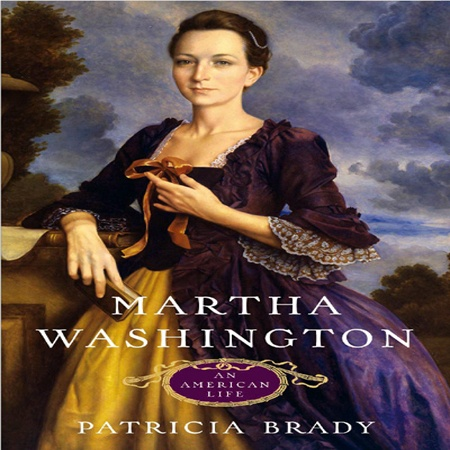 MARTHA
WASHINGTON
AN
AMERICAN
LIFE
PATRICIA BRADY